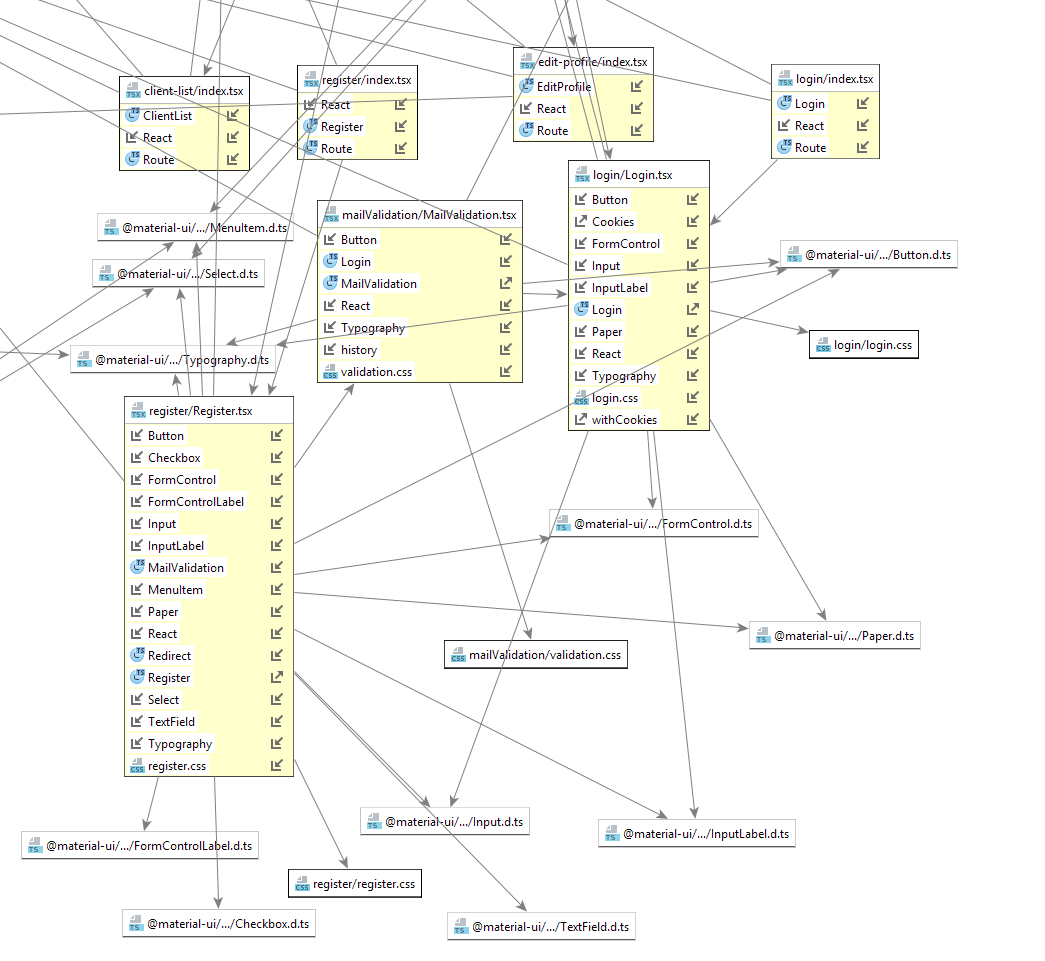 client-list/index.tsx
ClientList
React
Route
register/index.tsx
React
Register
Route
edit-profile/index.tsx
EditProfile
React
Route
login/index.tsx
Login
React
Route
@material-ui/.../MenuItem.d.ts
@material-ui/.../Select.d.ts
@material-ui/.../Typography.d.ts
mailValidation/MailValidation.tsx
Button
Login
MailValidation
React
Typography
history
validation.css
login/Login.tsx
Button
Cookies
FormControl
Input
InputLabel
Login
Paper
React
Typography
login.css
withCookies
@material-ui/.../Button.d.ts
login/login.css
register/Register.tsx
Button
Checkbox
FormControl
FormControlLabel
Input
InputLabel
MailValidation
MenuItem
Paper
React
Redirect
Register
Select
TextField
Typography
register.css
@material-ui/.../FormControl.d.ts
@material-ui/.../Paper.d.ts
mailValidation/validation.css
@material-ui/.../Input.d.ts
@material-ui/.../InputLabel.d.ts
@material-ui/.../FormControlLabel.d.ts
register/register.css
@material-ui/.../Checkbox.d.ts
@material-ui/.../TextField.d.ts